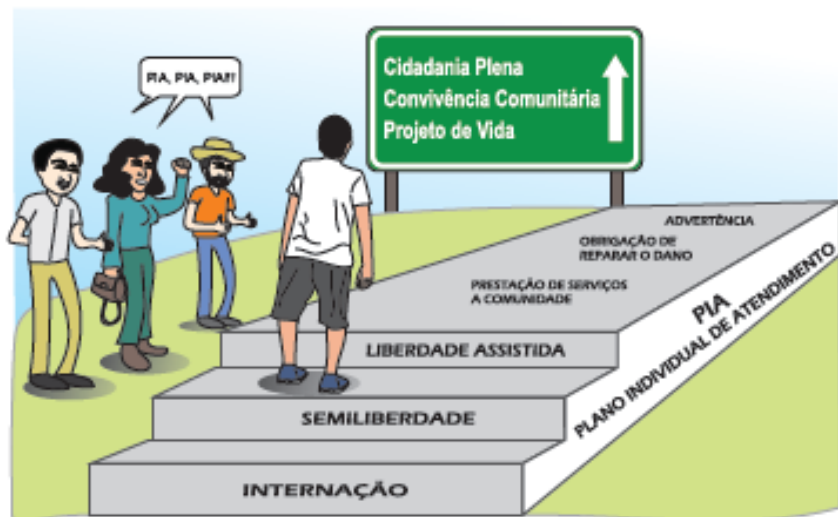 PIA, PIA, PIA!!!
Cidadania Plena
Convivência Comunitária
Projeto de Vida
ADVERTÊNCIA
OBRIGAÇÃO DE
REPARAR O DANO
PRESTAÇÃO DE SERVIÇOS
A COMUNIDADE
LIBERDADE ASSISTIDA
SEMILIBERDADE
INTERNAÇÃO
PIA
PLANO INDIVIDUAL DE ATENDIMENTO